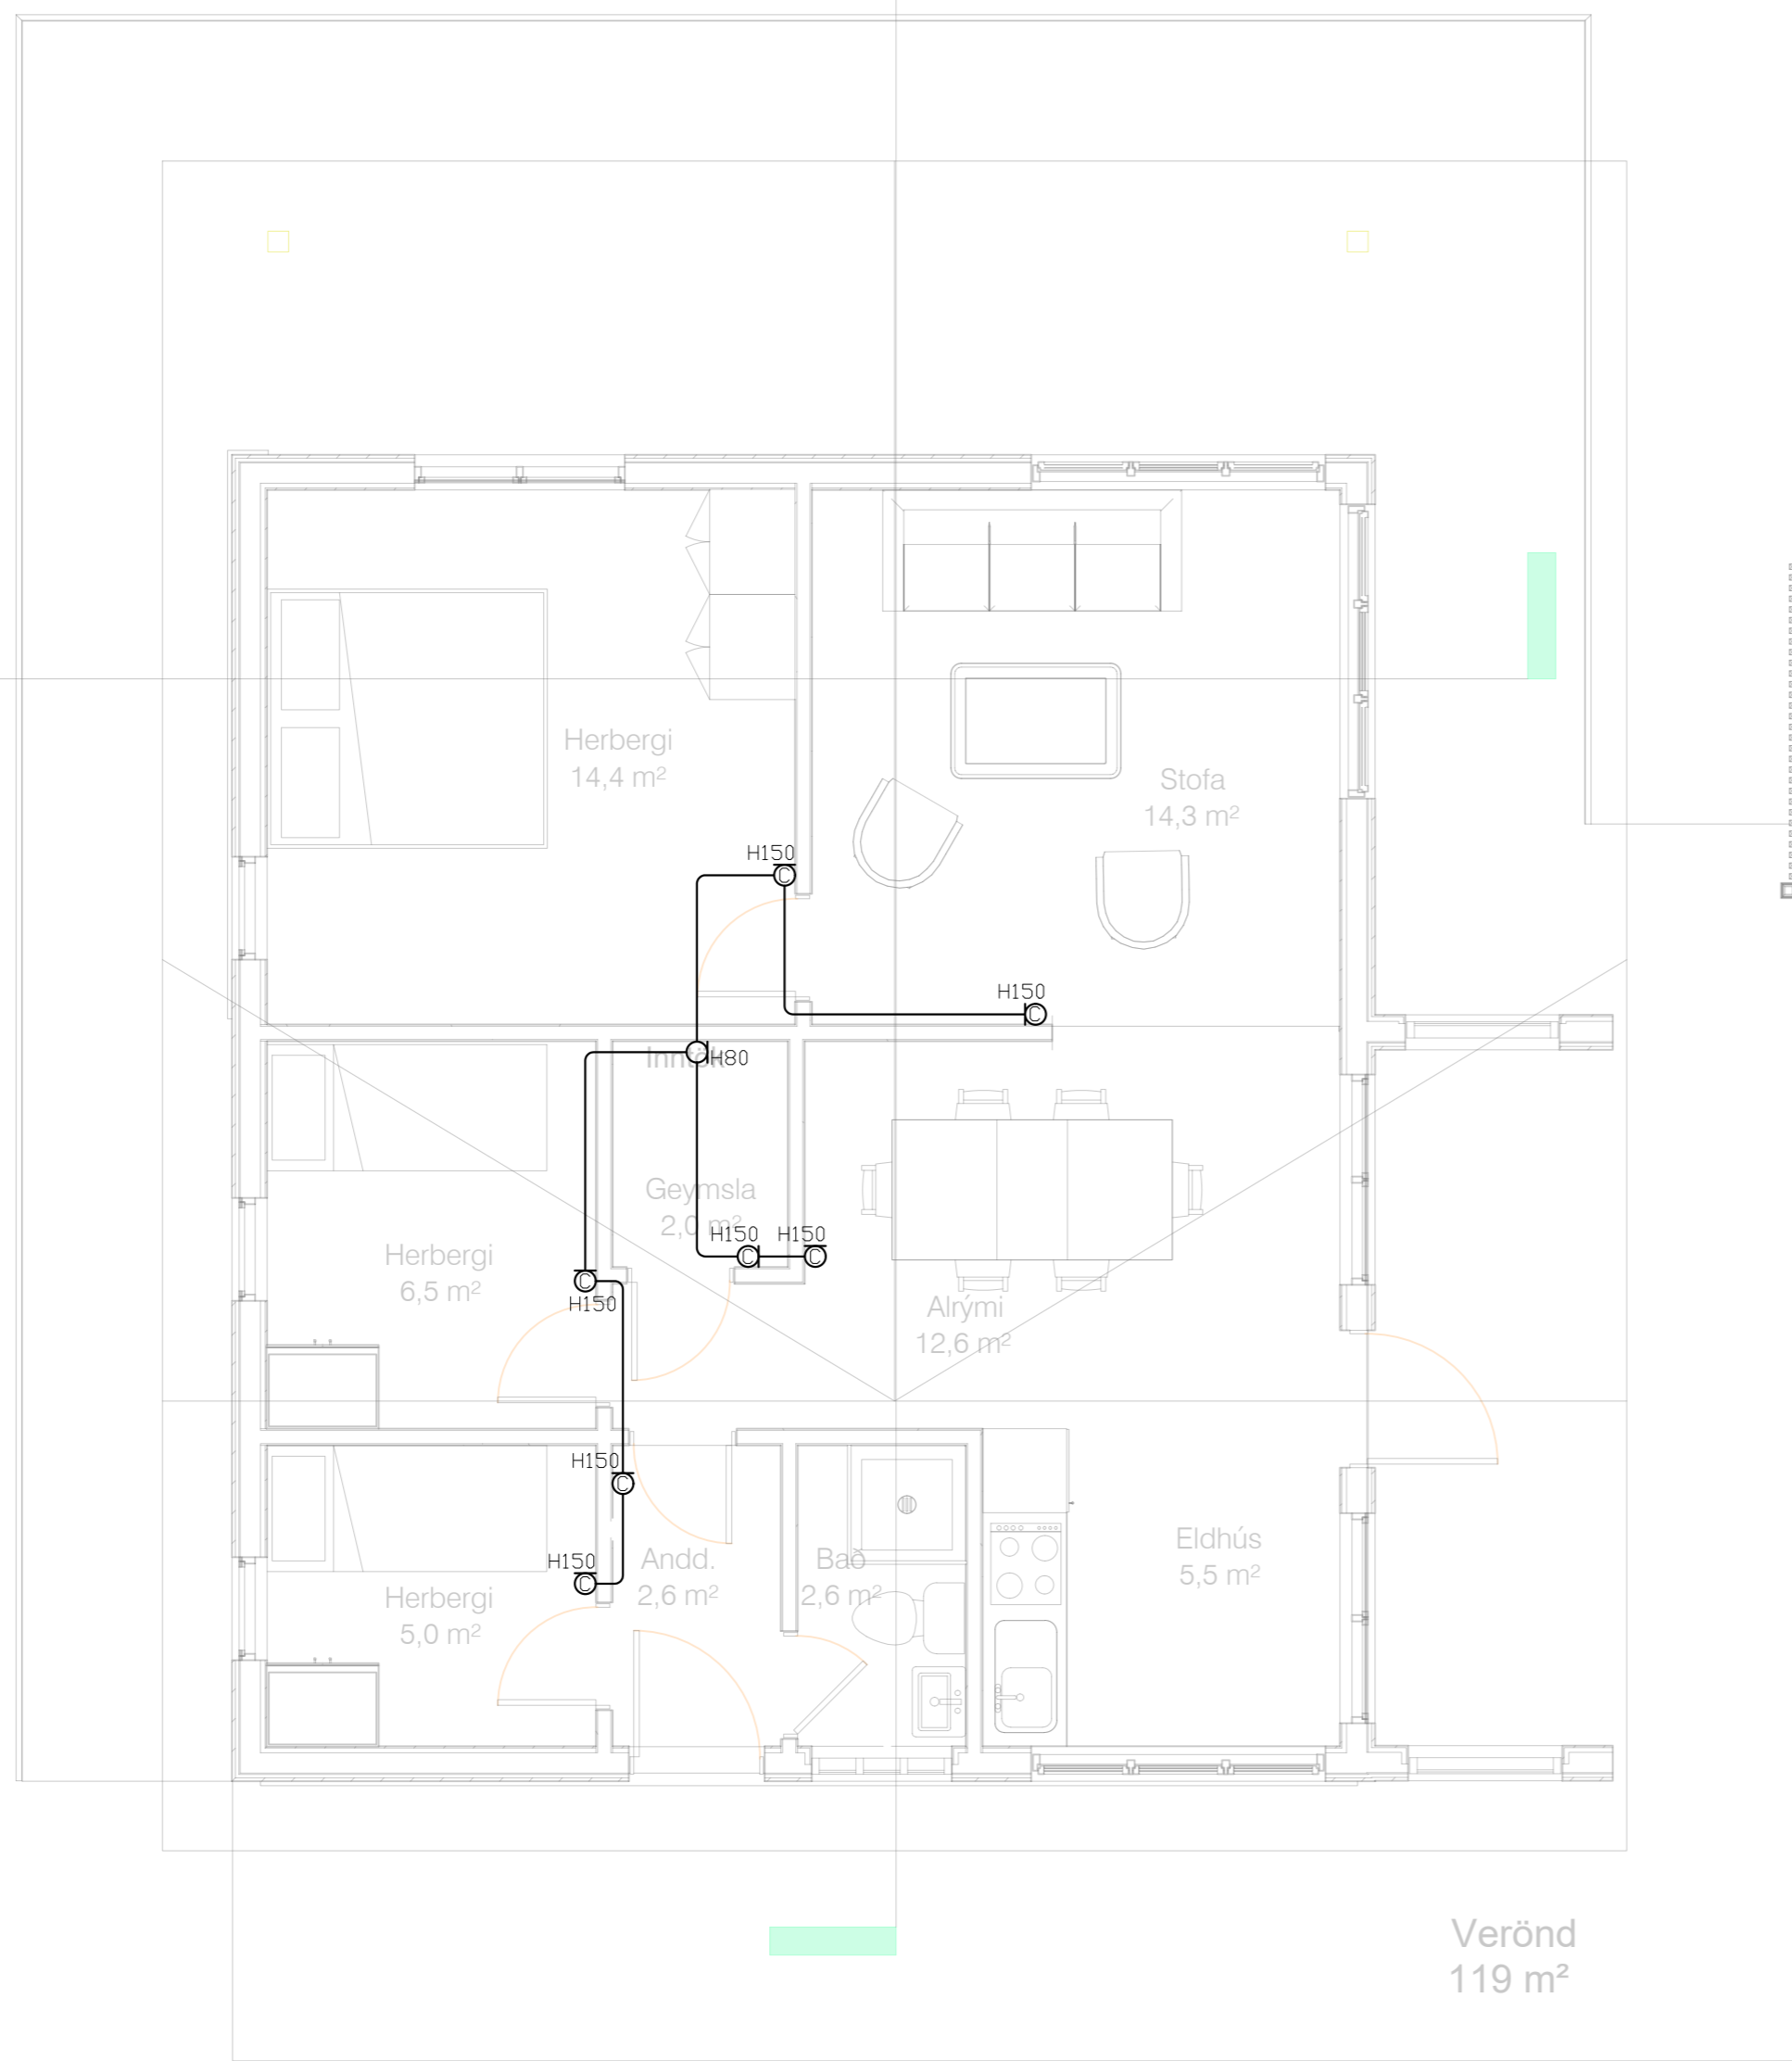 Herbergi
14,4 m²
Stofa
14,3 m²
H150
C
H150
C
Inntök
H80
Geymsla
2,0 m²
H150
H150
C
C
Herbergi
6,5 m²
C
H150
Alrými
12,6 m²
H150
C
H150
C
Andd.
2,6 m²
Bað
2,6 m²
Eldhús
5,5 m²
Herbergi
5,0 m²
Verönd
119 m²